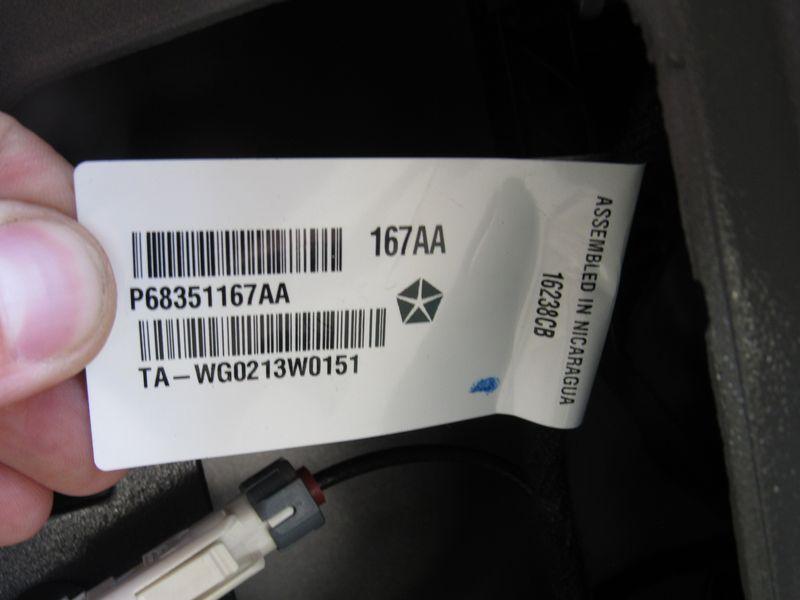 167AA
P68351167AA
TA-WG0213W0151
ASSEMBLED IN NICARAGUA
16238CB